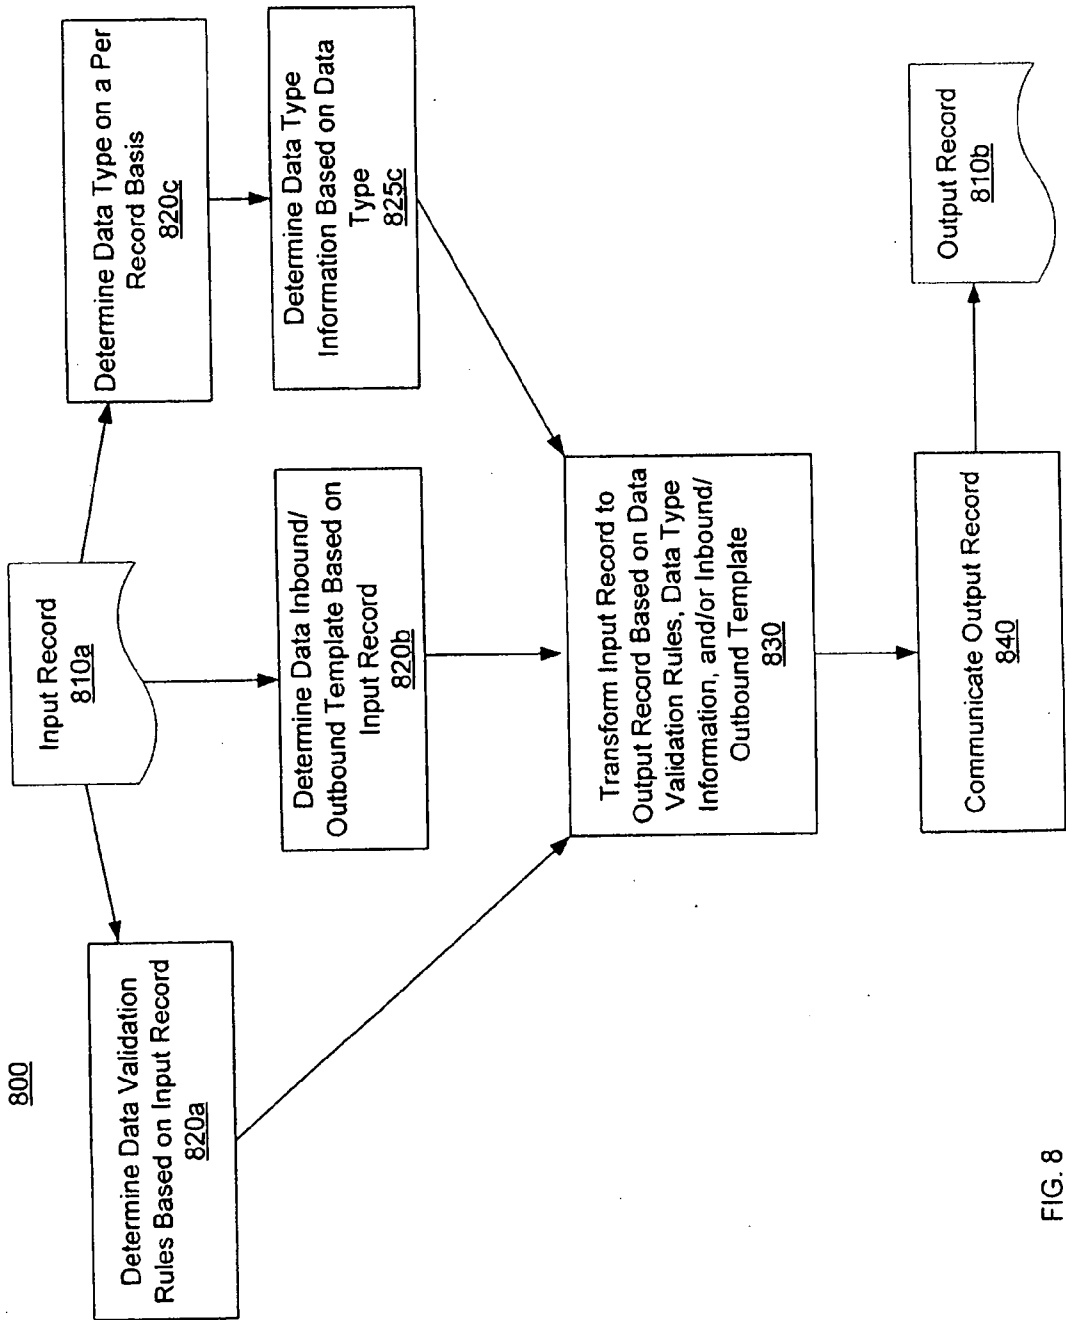 800
Input Record
810a
Determine Data Validation
Rules Based on Input Record
820a
Determine Data Inbound/
Outbound Template Based on
Input Record
820b
Determine Data Type on a Per
Record Basis
820c
Determine Data Type
Information Based on Data
Type
825c
Transform Input Record to
Output Record Based on Data
Validation Rules, Data Type
Information, and/or Inbound/
Outbound Template
830
Communicate Output Record
840
Output Record
810b
FIG. 8